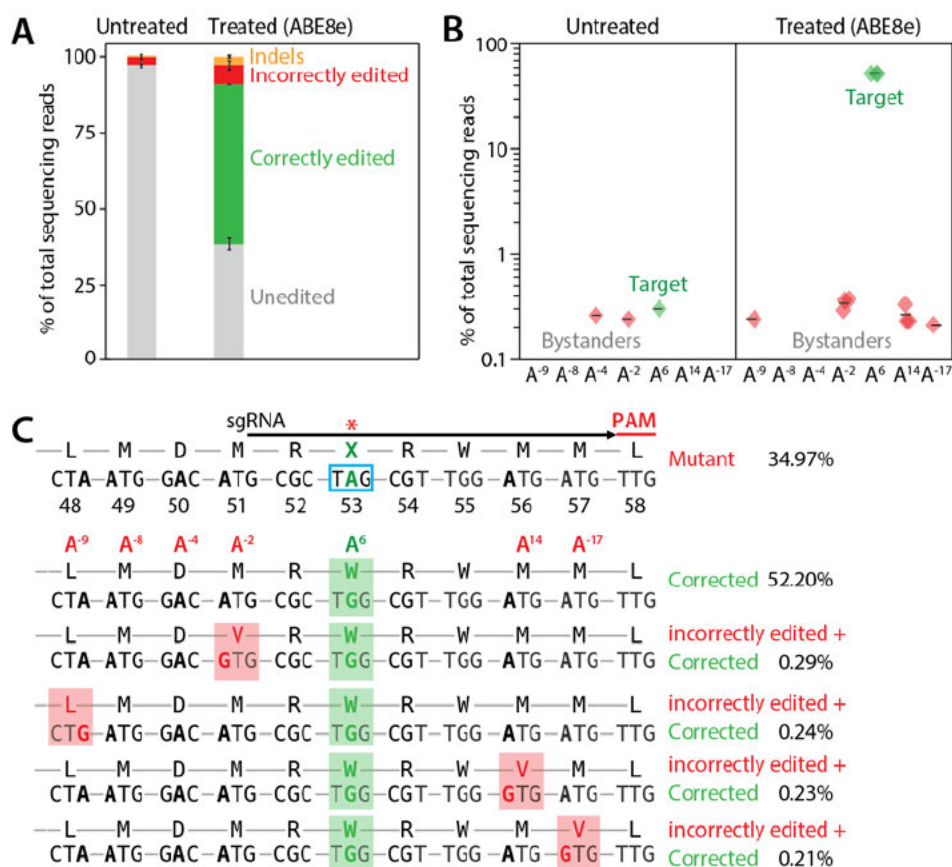 A
Untreated Treated (ABE8e)
% of total sequencing reads
100
75
50
25
0
Indels
Incorrectly edited
Correctly edited
Unedited
B
Untreated Treated (ABE8e)
% of total sequencing reads
100
10
1
0.1
Target
Bystanders
Target
Bystanders
A-9 A-8 A-4 A-2 A6 A14 A-17 A-9 A-8 A-4 A-2 A6 A14 A-17
C
sgRNA * PAM
L M D M R X R W M M L
Mutant 34.97%
CTA ATG GAC ATG CGC TAG CGT TGG ATG ATG TTG
48 49 50 51 52 53 54 55 56 57 58
A-9 A-8 A-4 A-2 A6 A14 A-17
L M D M R W R W M M L
Corrected 52.20%
CTA ATG GAC ATG CGC TGG CGT TGG ATG ATG TTG
L M D V R W R W M M L
incorrectly edited +
CTA ATG GAC GTG CGC TGG CGT TGG ATG ATG TTG
Corrected 0.29%
L M D M R W R W M M L
incorrectly edited +
CTG ATG GAC ATG CGC TGG CGT TGG ATG ATG TTG
Corrected 0.24%
L M D M R W R W V M L
incorrectly edited +
CTA ATG GAC ATG CGC TGG CGT TGG GTG ATG TTG
Corrected 0.23%
L M D M R W R W M V L
incorrectly edited +
CTA ATG GAC ATG CGC TGG CGT TGG ATG GTG TTG
Corrected 0.21%